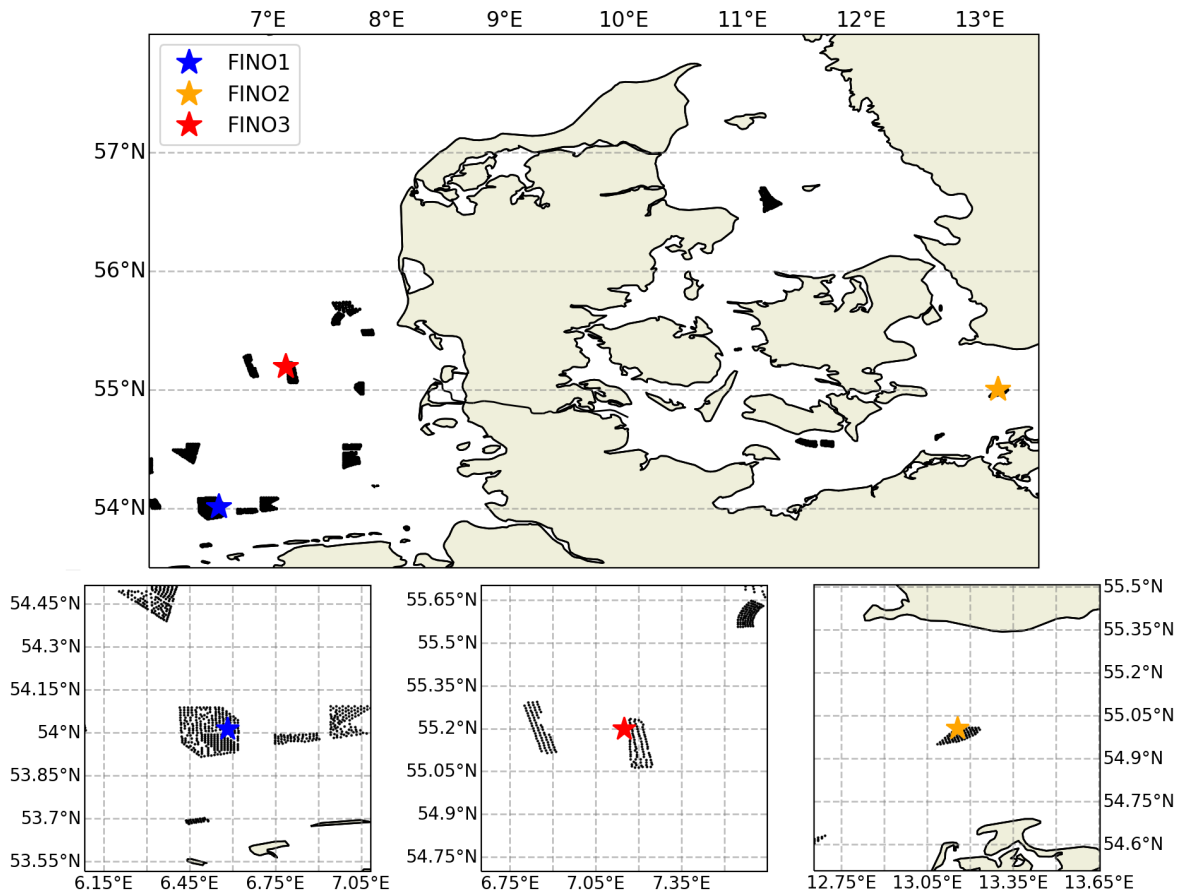 7°E 8°E 9°E 10°E 11°E 12°E 13°E
FINO1
FINO2
FINO3
57°N
56°N
55°N
54°N
54.45°N
54.3°N
54.15°N
54°N
53.85°N
53.7°N
53.55°N
6.15°E 6.45°E 6.75°E 7.05°E
55.65°N
55.5°N
55.35°N
55.2°N
55.05°N
54.9°N
54.75°N
6.75°E 7.05°E 7.35°E
55.5°N
55.35°N
55.2°N
55.05°N
54.9°N
54.75°N
54.6°N
12.75°E 13.05°E 13.35°E 13.65°E